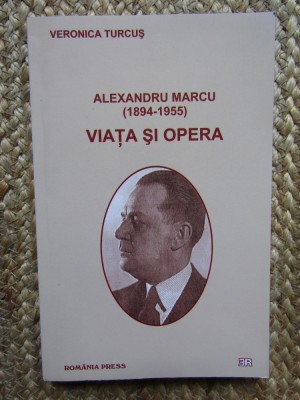 VERONICA TURCUŞ
ALEXANDRU MARCU
(1894-1955)
VIAŢA ŞI OPERA
ROMÂNIA PRESS